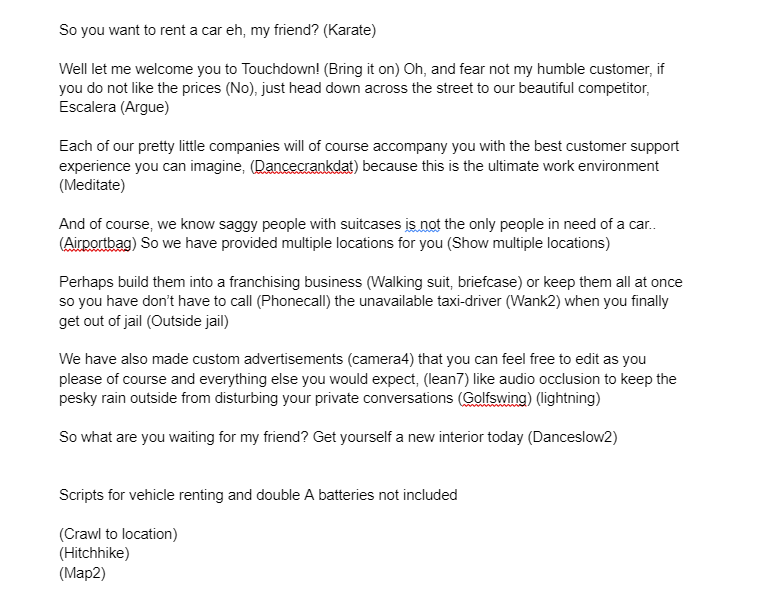 So you want to rent a car eh, my friend? (Karate)
Well let me welcome you to Touchdown! (Bring it on) Oh, and fear not my humble customer, if
you do not like the prices (No), just head down across the street to our beautiful competitor,
Escalera (Argue)
Each of our pretty little companies will of course accompany you with the best customer support
experience you can imagine, (Dancecrankdat) because this is the ultimate work environment
(Meditate)
And of course, we know saggy people with suitcases is not the only people in need of a car..
(Airportbag) So we have provided multiple locations for you (Show multiple locations)
Perhaps build them into a franchising business (Walking suit, briefcase) or keep them all at once
so you have don't have to call (Phonecall) the unavailable taxi-driver (Wank2) when you finally
get out of jail (Outside jail)
We have also made custom advertisements (camera4) that you can feel free to edit as you
please of course and everything else you would expect, (lean7) like audio occlusion to keep the
pesky rain outside from disturbing your private conversations (Golfswing) (lightning)
So what are you waiting for my friend? Get yourself a new interior today (Danceslow2)
Scripts for vehicle renting and double A batteries not included
(Crawl to location)
(Hitchhike)
(Map2)